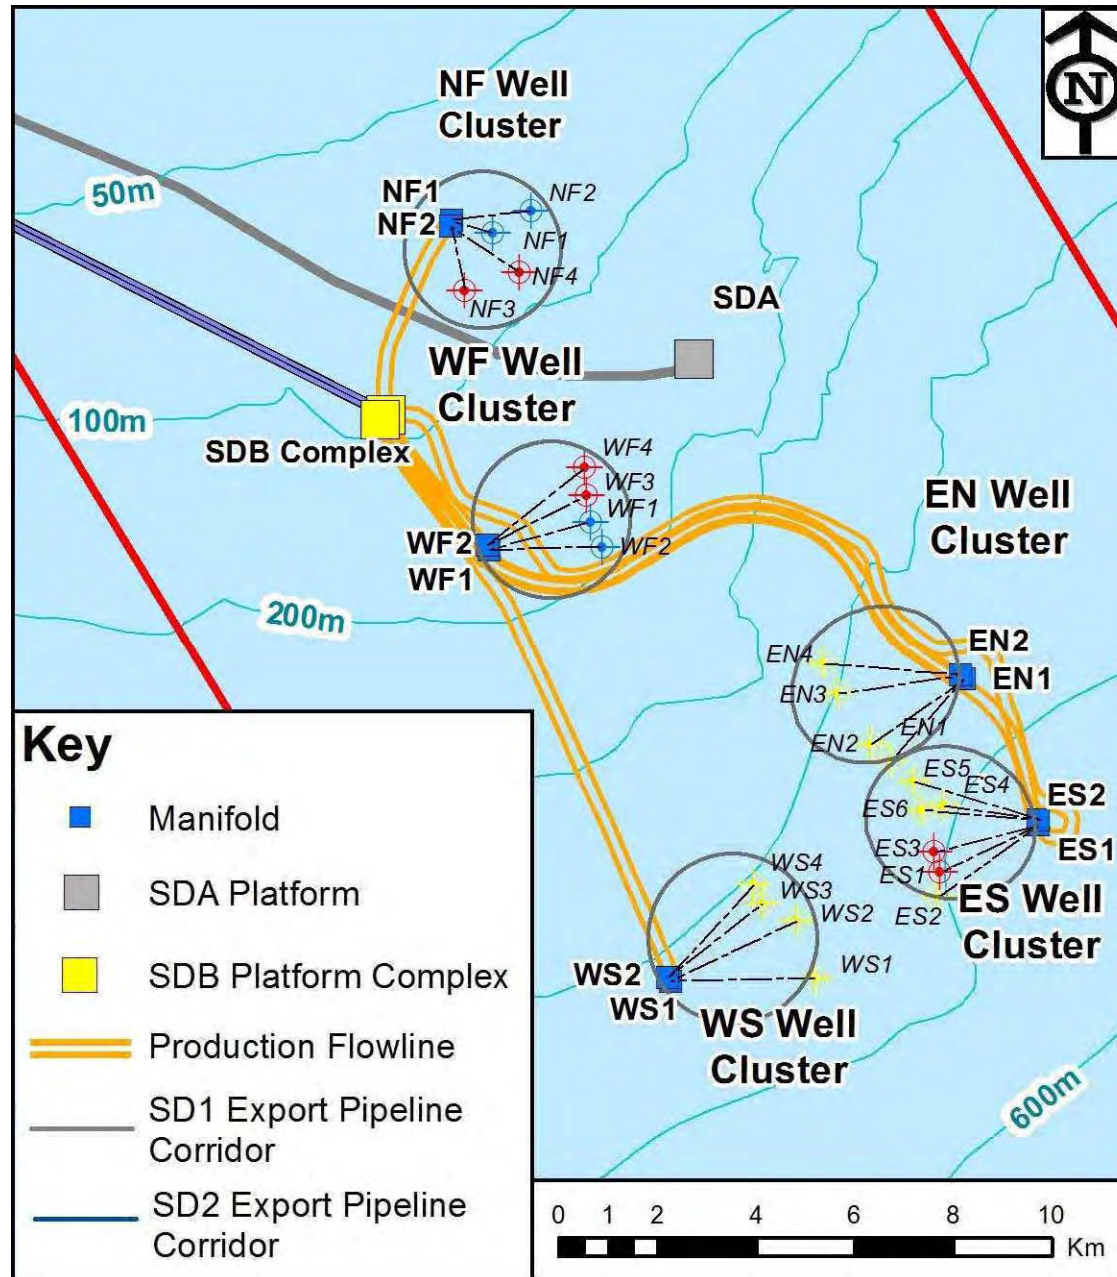 N
NF Well
Cluster
50m
NF1
NF2
NF2
NF1
NF4
NF3
SDA
WF Well
Cluster
100m
SDB Complex
WF4
WF3
WF1
WF2
WF2
WF1
EN Well
Cluster
200m
EN2
EN1
EN4
EN3
EN1
EN2
ES5
ES4
ES6
ES2
ES1
ES3
ES1
ES2
ES Well
Cluster
WS4
WS3
WS2
WS1
WS2
WS1
WS Well
Cluster
600m
Key
Manifold
SDA Platform
SDB Platform Complex
Production Flowline
SD1 Export Pipeline
Corridor
SD2 Export Pipeline
Corridor
0 1 2 4 6 8 10
Km